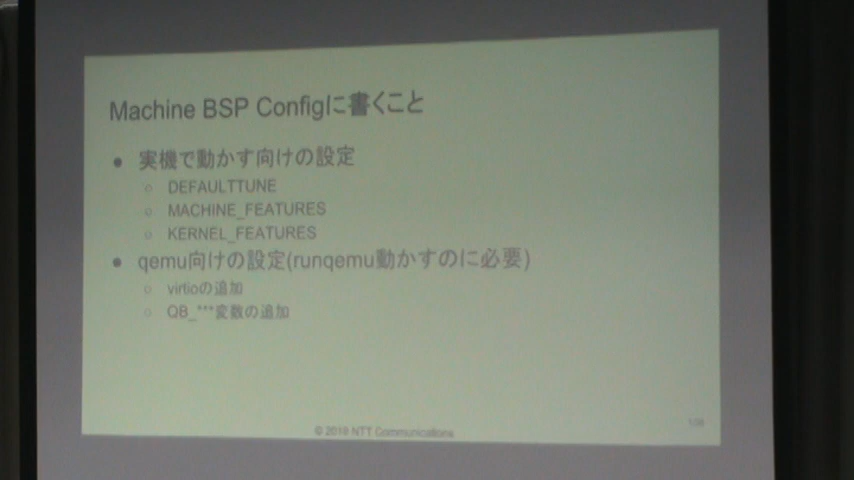 Machine BSP Configに書くこと
● 実機で動かす向けの設定
○ DEFAULTTUNE
○ MACHINE_FEATURES
○ KERNEL_FEATURES
● qemu向けの設定(runqemu動かすのに必要)
○ virtioの追加
○ QB_***変数の追加
© 2019 NTT Communications